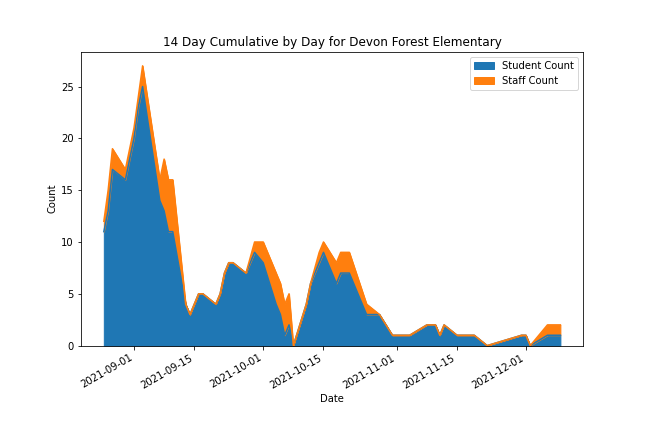 14 Day Cumulative by Day for Devon Forest Elementary
Student Count
Staff Count
Count
25
20
15
10
5
0
2021-09-01
2021-09-15
2021-10-01
2021-10-15
2021-11-01
2021-11-15
2021-12-01
Date